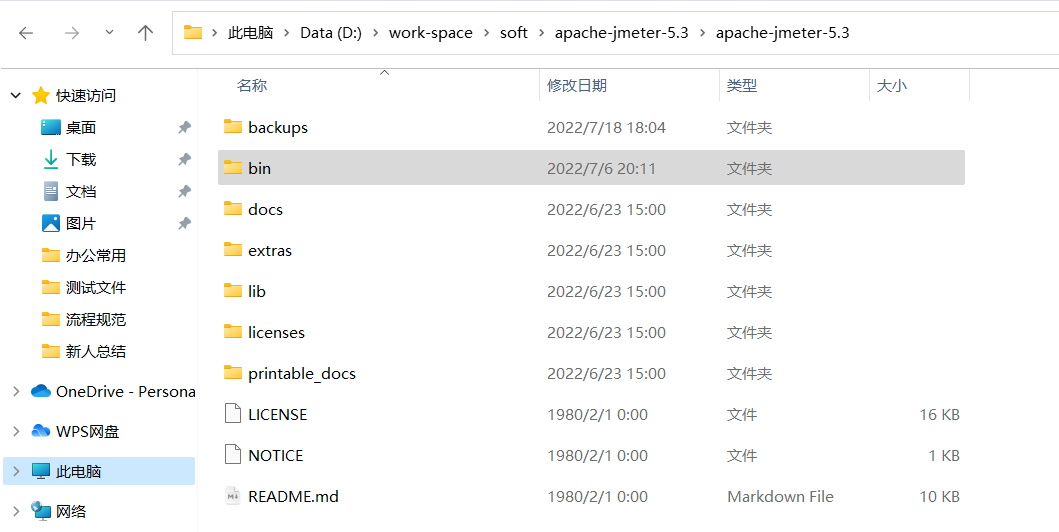 此电脑 > Data (D:) > work-space > soft > apache-jmeter-5.3 > apache-jmeter-5.3
名称 修改日期 类型 大小
快速访问
桌面
下载
文档
图片
办公常用
测试文件
流程规范
新人总结
OneDrive - Persona
WPS网盘
此电脑
网络
backups 2022/7/18 18:04 文件夹
bin 2022/7/6 20:11 文件夹
docs 2022/6/23 15:00 文件夹
extras 2022/6/23 15:00 文件夹
lib 2022/6/23 15:00 文件夹
licenses 2022/6/23 15:00 文件夹
printable_docs 2022/6/23 15:00 文件夹
LICENSE 1980/2/1 0:00 文件 16 KB
NOTICE 1980/2/1 0:00 文件 1 KB
README.md 1980/2/1 0:00 Markdown File 10 KB